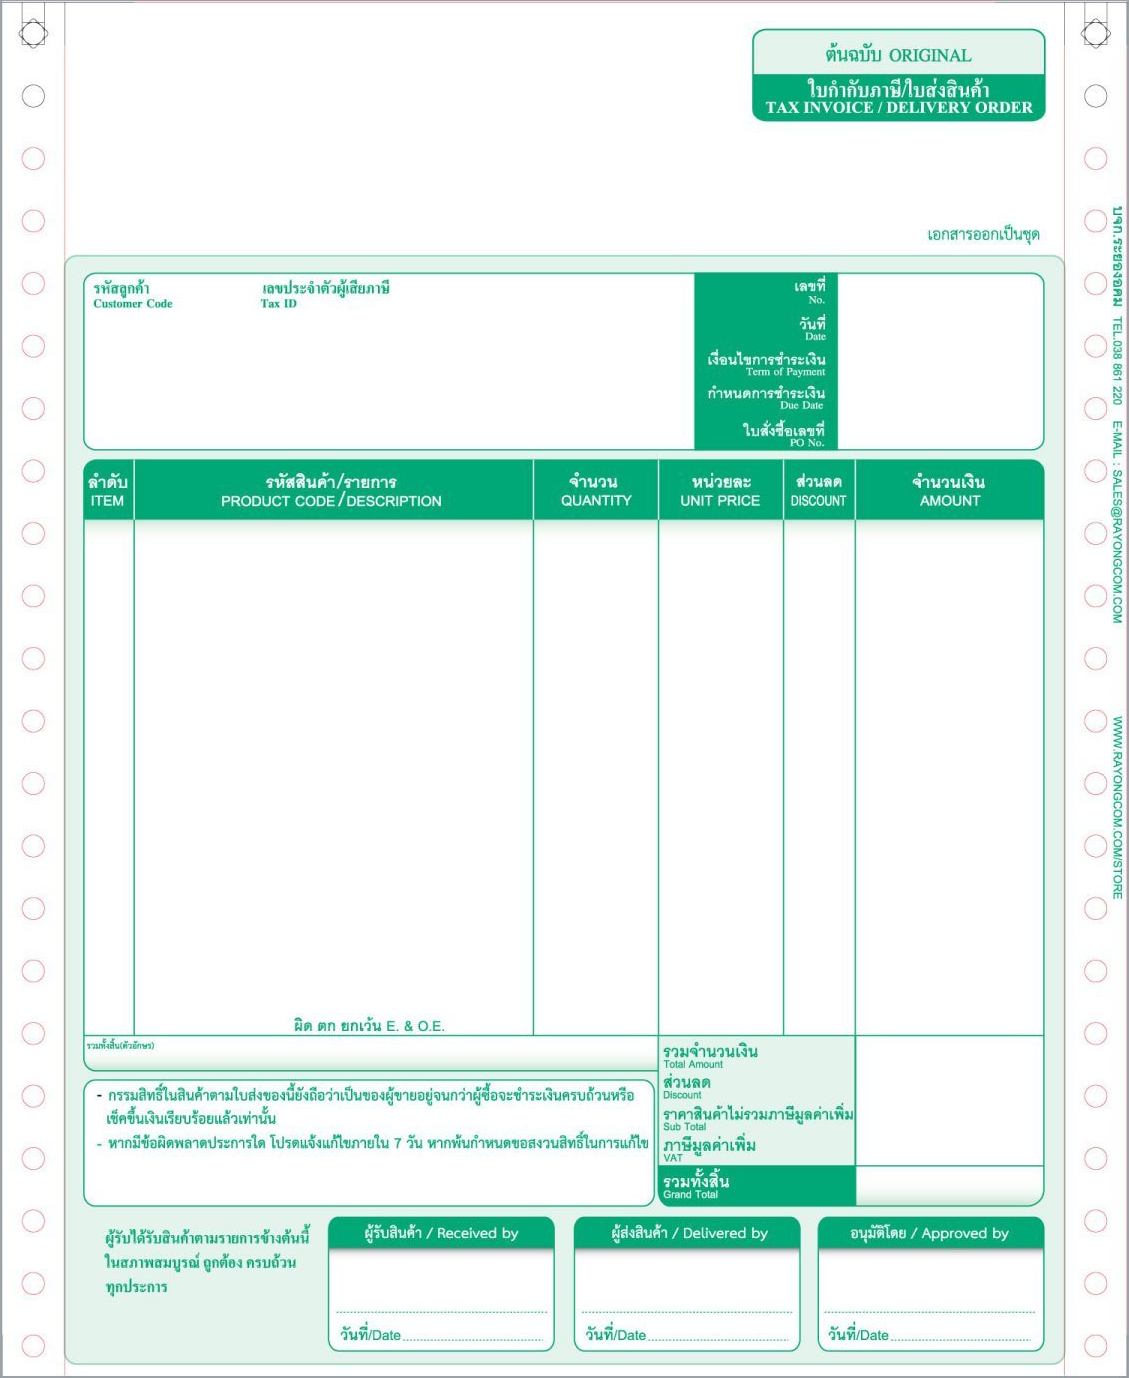 ต้นฉบับ ORIGINAL
ใบกำกับภาษี/ใบส่งสินค้า
TAX INVOICE / DELIVERY ORDER
เอกสารออกเป็นชุด
รหัสลูกค้า
Customer Code
เลขประจำตัวผู้เสียภาษี
Tax ID
เลขที่
No.
วันที่
Date
เงื่อนไขการชำระเงิน
Term of Payment
กำหนดการชำระเงิน
Due Date
ใบสั่งซื้อเลขที่
PO No.
ลำดับ
ITEM
รหัสสินค้า/รายการ
PRODUCT CODE/DESCRIPTION
จำนวน
QUANTITY
หน่วยละ
UNIT PRICE
ส่วนลด
DISCOUNT
จำนวนเงิน
AMOUNT
ผิด ตก ยกเว้น E. & O.E.
รวมทั้งสิ้น(ตัวอักษร)
รวมจำนวนเงิน
Total Amount
ส่วนลด
Discount
ราคาสินค้าไม่รวมภาษีมูลค่าเพิ่ม
Sub Total
ภาษีมูลค่าเพิ่ม
VAT
รวมทั้งสิ้น
Grand Total
- กรรมสิทธิ์ในสินค้าตามใบส่งของนี้ยังถือว่าเป็นของผู้ขายอยู่จนกว่าผู้ซื้อจะชำระเงินครบถ้วนหรือ
เช็คขึ้นเงินเรียบร้อยแล้วเท่านั้น
- หากมีข้อผิดพลาดประการใด โปรดแจ้งแก้ไขภายใน 7 วัน หากพ้นกำหนดขอสงวนสิทธิ์ในการแก้ไข
ผู้รับได้รับสินค้าตามรายการข้างต้นนี้
ในสภาพสมบูรณ์ ถูกต้อง ครบถ้วน
ทุกประการ
ผู้รับสินค้า / Received by
วันที่/Date
ผู้ส่งสินค้า / Delivered by
วันที่/Date
อนุมัติโดย / Approved by
วันที่/Date
บจก.ระยองอคม TEL.038 861 220 E-MAIL : SALES@RAYONGCOM.COM
WWW.RAYONGCOM.COM/STORE